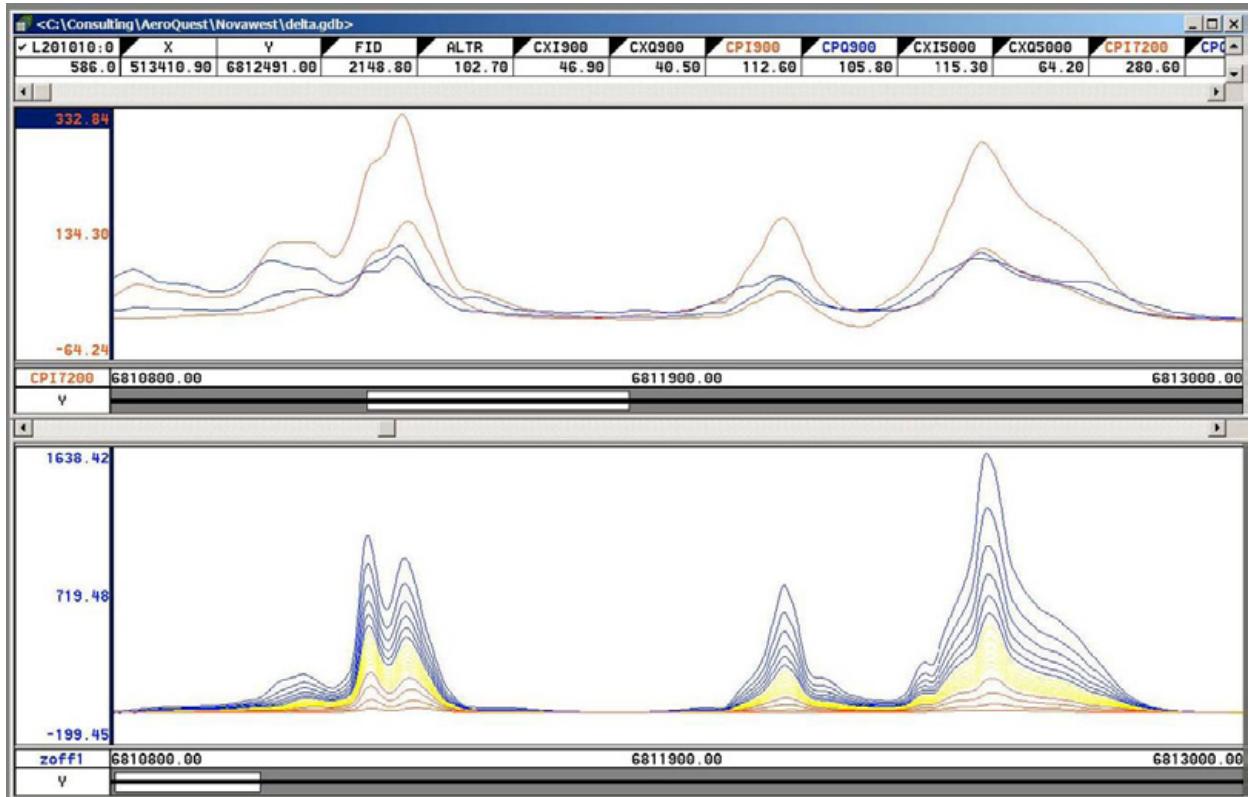 <C:\Consulting\AeroQuest\Novawest\delta.gdb>
✓ L201010:0 X Y FID ALTR CXI900 CXQ900 CPI900 CPQ900 CXI5000 CXQ5000 CPI7200 CPQ
586.0 513410.90 6812491.00 2148.80 102.70 46.90 40.50 112.60 105.80 115.30 64.20 280.60
332.84
134.30
-64.24
CPI7200 6810800.00 6811900.00 6813000.00
Y
1638.42
719.48
-199.45
zoff1 6810800.00 6811900.00 6813000.00
Y